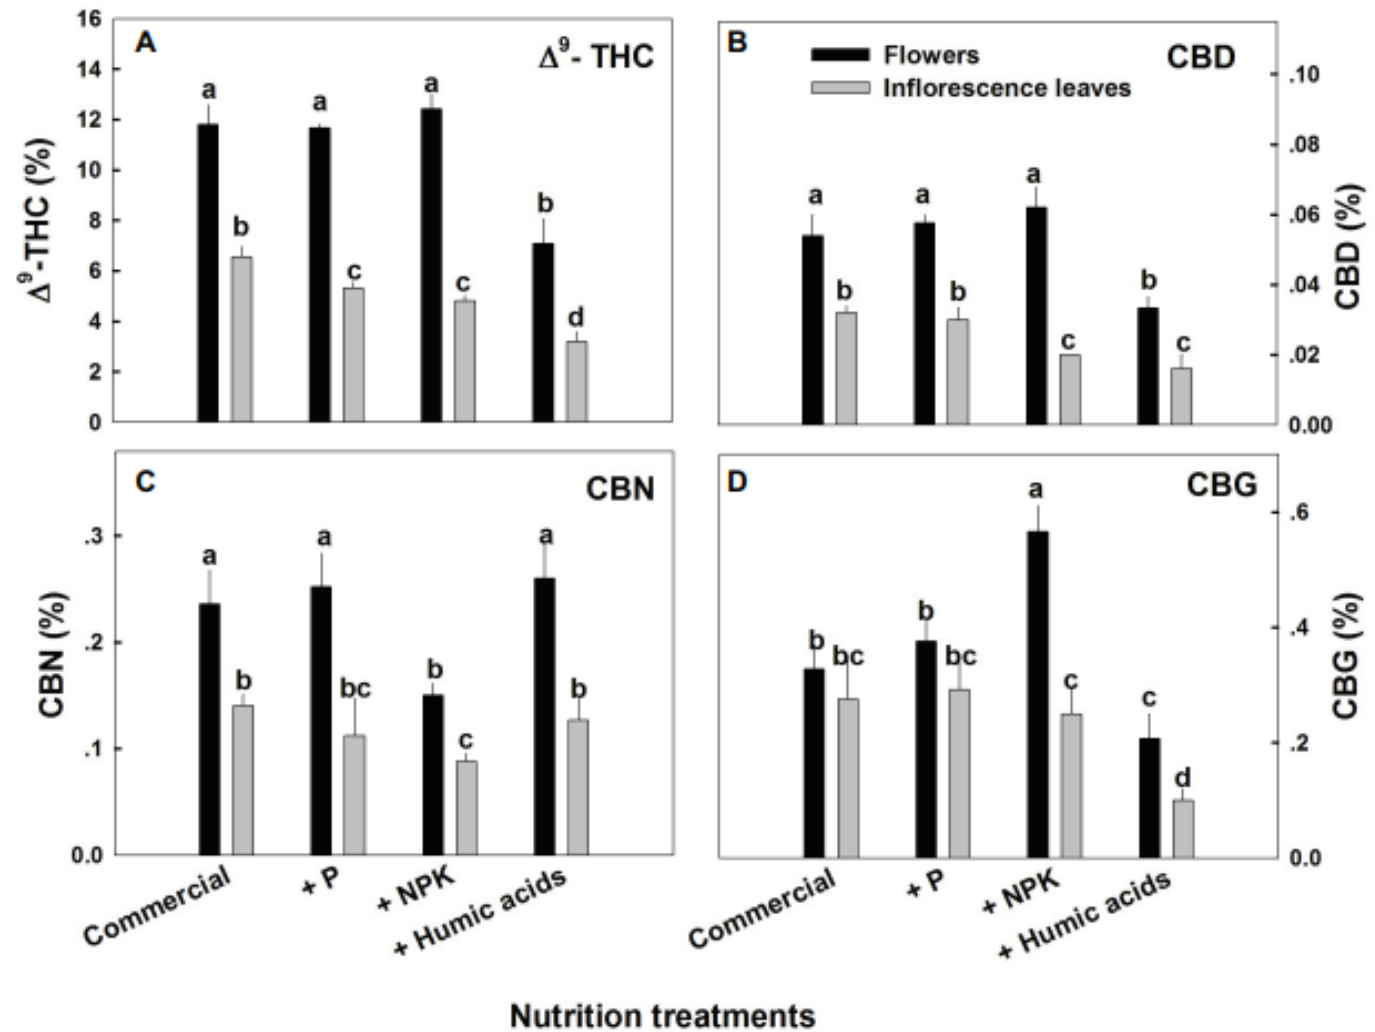 A
Δ⁹- THC
16
14
12
10
8
6
4
2
0
Δ⁹-THC (%)
a
b
a
c
a
c
b
d
B
Flowers
Inflorescence leaves
CBD
.10
.08
.06
.04
.02
0.00
CBD (%)
a
b
a
b
a
c
b
c
C
CBN
.3
.2
.1
0.0
CBN (%)
a
b
a
bc
b
c
a
b
Commercial
+ P
+ NPK
+ Humic acids
D
CBG
.6
.4
.2
0.0
CBG (%)
b
bc
b
bc
a
c
c
d
Commercial
+ P
+ NPK
+ Humic acids
Nutrition treatments